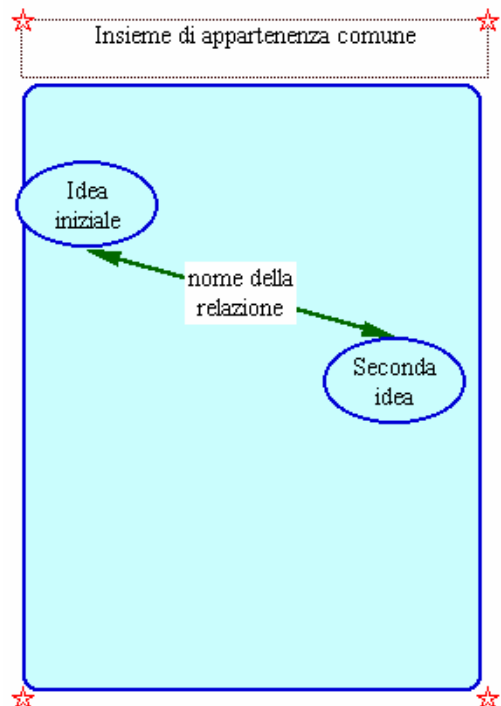 Insieme di appartenenza comune
Idea
iniziale
nome della
relazione
Seconda
idea